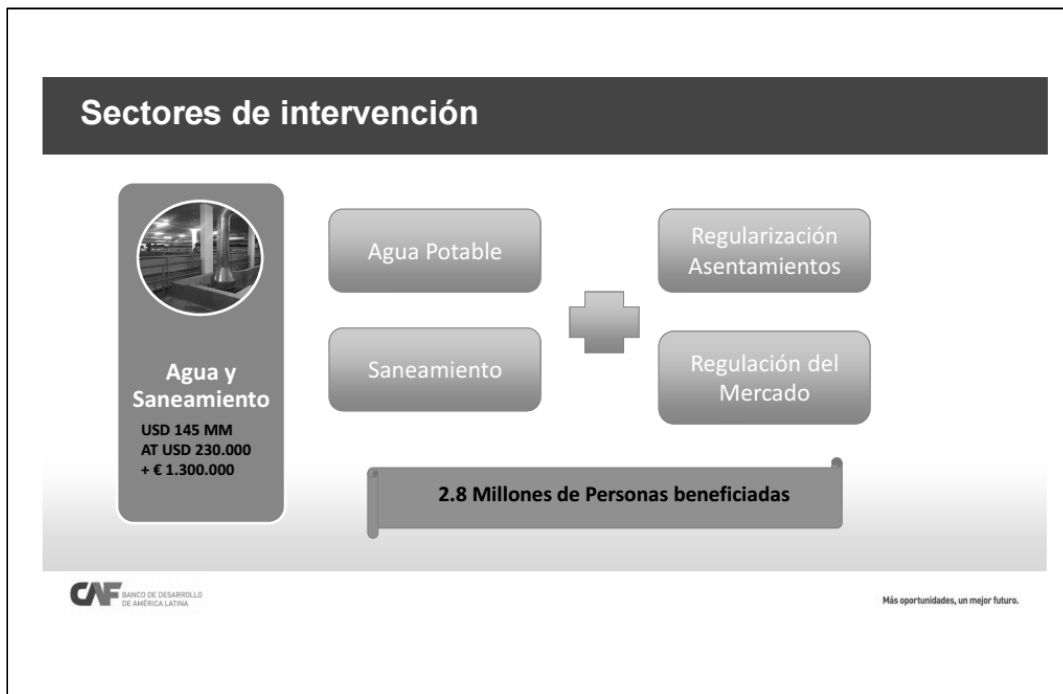 Sectores de intervención
Agua y
Saneamiento
USD 145 MM
AT USD 230.000
+ € 1.300.000
Agua Potable
Saneamiento
Regularización
Asentamientos
Regulación del
Mercado
2.8 Millones de Personas beneficiadas
CAF
BANCO DE DESARROLLO
DE AMÉRICA LATINA
Más oportunidades, un mejor futuro.